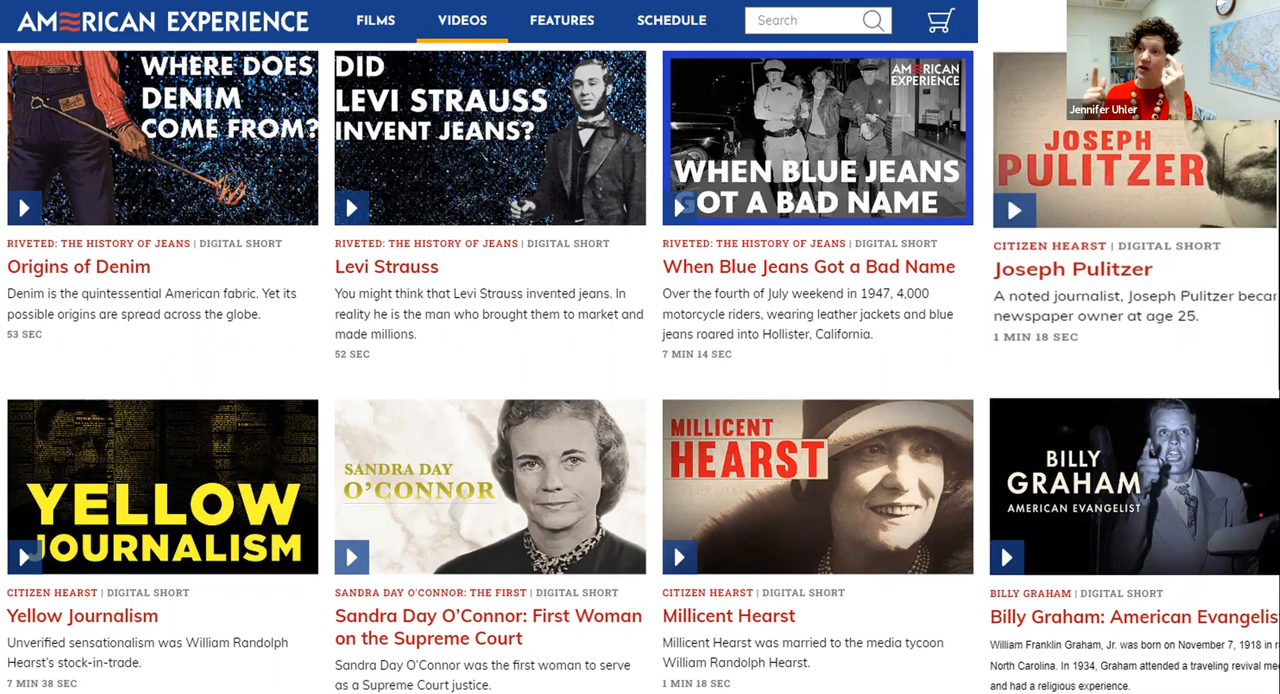 AMERICAN EXPERIENCE
FILMS
VIDEOS
FEATURES
SCHEDULE
Search
Jennifer Uhler
WHERE DOES
DENIM
COME FROM?
RIVETED: THE HISTORY OF JEANS | DIGITAL SHORT
Origins of Denim
Denim is the quintessential American fabric. Yet its
possible origins are spread across the globe.
53 SEC
DID
LEVI STRAUSS
INVENT JEANS?
RIVETED: THE HISTORY OF JEANS | DIGITAL SHORT
Levi Strauss
You might think that Levi Strauss invented jeans. In
reality he is the man who brought them to market and
made millions.
52 SEC
AMERICAN
EXPERIENCE
WHEN BLUE JEANS
GOT A BAD NAME
RIVETED: THE HISTORY OF JEANS | DIGITAL SHORT
When Blue Jeans Got a Bad Name
Over the fourth of July weekend in 1947, 4,000
motorcycle riders, wearing leather jackets and blue
jeans roared into Hollister, California.
7 MIN 14 SEC
JOSEPH
PULITZER
CITIZEN HEARST | DIGITAL SHORT
Joseph Pulitzer
A noted journalist, Joseph Pulitzer becar
newspaper owner at age 25.
1 MIN 18 SEC
YELLOW
JOURNALISM
CITIZEN HEARST | DIGITAL SHORT
Yellow Journalism
Unverified sensationalism was William Randolph
Hearst's stock-in-trade.
7 MIN 38 SEC
SANDRA DAY
O'CONNOR
SANDRA DAY O'CONNOR: THE FIRST | DIGITAL SHORT
Sandra Day O'Connor: First Woman
on the Supreme Court
Sandra Day O'Connor was the first woman to serve
as a Supreme Court justice.
MILLICENT
HEARST
CITIZEN HEARST | DIGITAL SHORT
Millicent Hearst
Millicent Hearst was married to the media tycoon
William Randolph Hearst.
1 MIN 18 SEC
BILLY
GRAHAM
AMERICAN EVANGELIST
BILLY GRAHAM | DIGITAL SHORT
Billy Graham: American Evangelis
William Franklin Graham, Jr. was born on November 7, 1918 in
North Carolina. In 1934, Graham attended a traveling revival me
and had a religious experience.